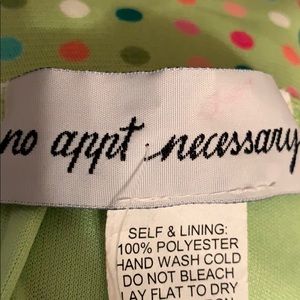 no appt necessary
SELF & LINING:
100% POLYESTER
HAND WASH COLD
DO NOT BLEACH
LAY FLAT TO DRY